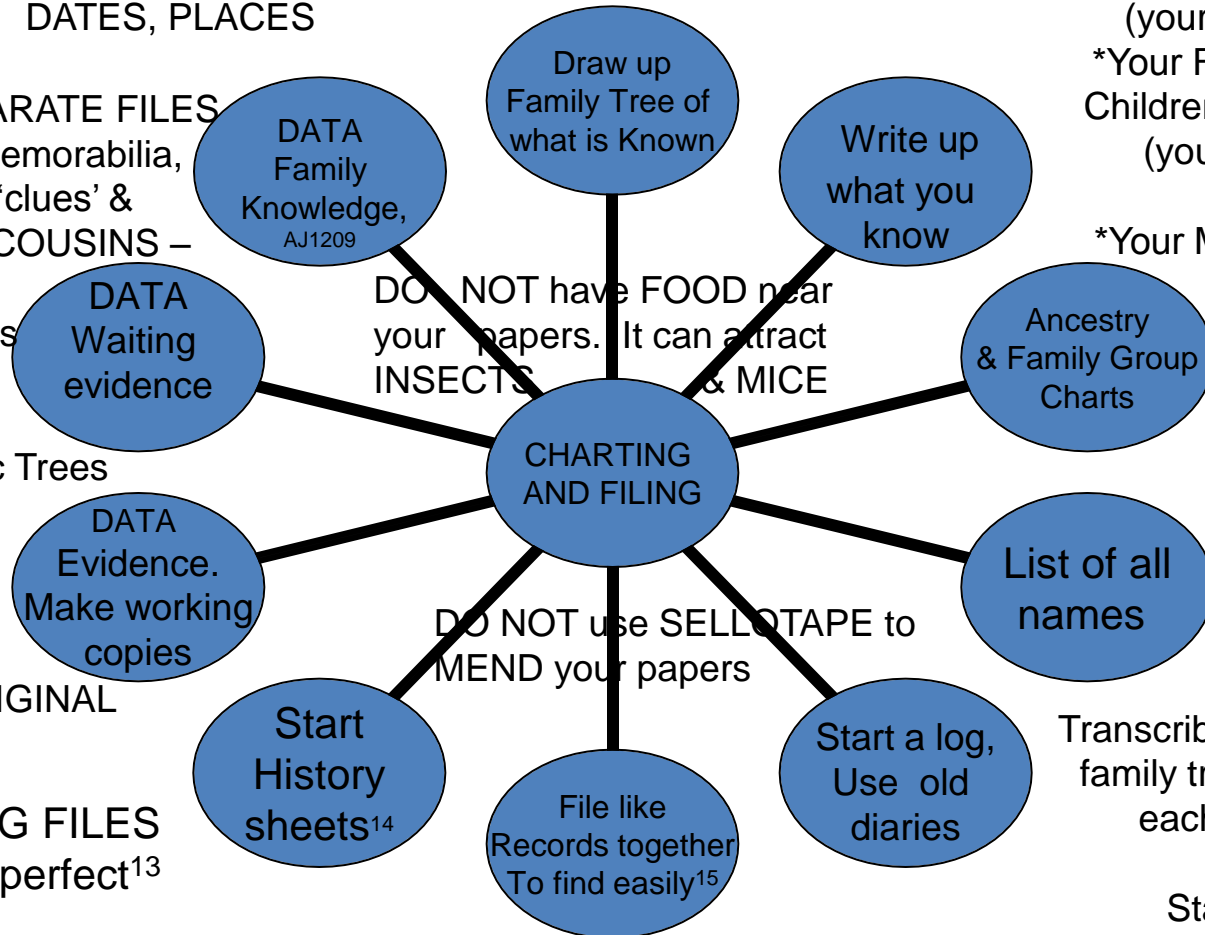 DATES, PLACES
ARATE FILES
emorabilia,
‘clues’ &
COUSINS –
s
c Trees
IGINAL
G FILES
perfect13
Draw up
Family Tree of
what is Known
DATA
Family
Knowledge,
AJ1209
Write up
what you
know
DATA
Waiting
evidence
DO NOT have FOOD near
your papers. It can attract
INSECTS & MICE
Ancestry
& Family Group
Charts
CHARTING
AND FILING
DATA
Evidence.
Make working
copies
List of all
names
DO NOT use SELLOTAPE to
MEND your papers
Start
History
sheets14
File like
Records together
To find easily15
Start a log,
Use old
diaries
(your
*Your F
Children
(you
*Your M
Transcrib
family tr
each
Sta